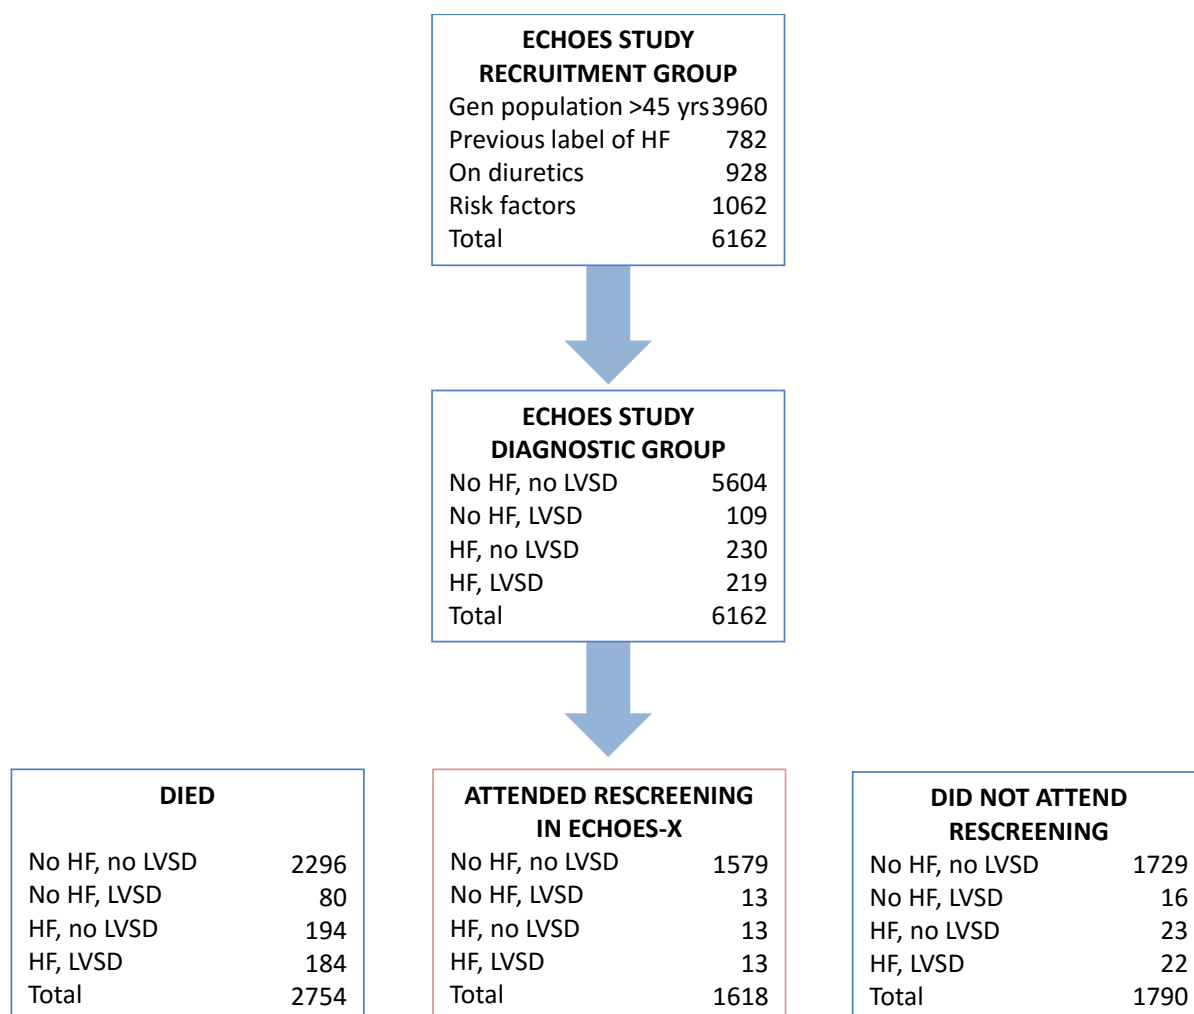 ECHOES STUDY
RECRUITMENT GROUP
Gen population >45 yrs 3960
Previous label of HF 782
On diuretics 928
Risk factors 1062
Total 6162
ECHOES STUDY
DIAGNOSTIC GROUP
No HF, no LVSD 5604
No HF, LVSD 109
HF, no LVSD 230
HF, LVSD 219
Total 6162
DIED
No HF, no LVSD 2296
No HF, LVSD 80
HF, no LVSD 194
HF, LVSD 184
Total 2754
ATTENDED RESCREENING
IN ECHOES-X
No HF, no LVSD 1579
No HF, LVSD 13
HF, no LVSD 13
HF, LVSD 13
Total 1618
DID NOT ATTEND
RESCREENING
No HF, no LVSD 1729
No HF, LVSD 16
HF, no LVSD 23
HF, LVSD 22
Total 1790